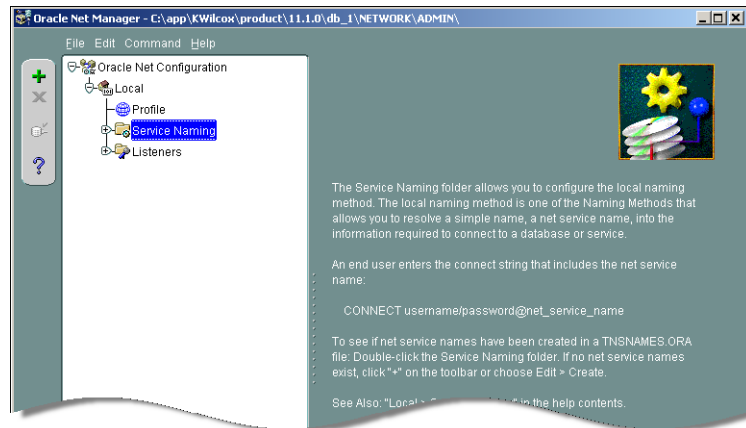 Oracle Net Manager - C:\app\KWilcox\product\11.1.0\db_1\NETWORK\ADMIN\
File Edit Command Help
Oracle Net Configuration
Local
Profile
Service Naming
Listeners
The Service Naming folder allows you to configure the local naming
method. The local naming method is one of the Naming Methods that
allows you to resolve a simple name, a net service name, into the
information required to connect to a database or service.
An end user enters the connect string that includes the net service
name:
CONNECT username/password@net_service_name
To see if net service names have been created in a TNSNAMES.ORA
file: Double-click the Service Naming folder. If no net service names
exist, click "+" on the toolbar or choose Edit > Create.
See Also: "Local > in the help contents.